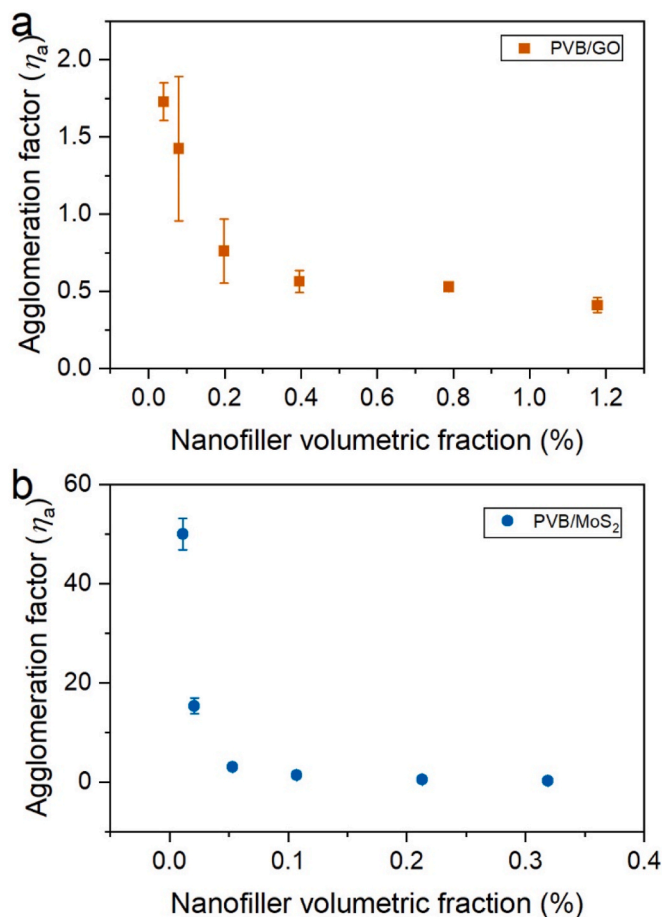 a
PVB/GO
2.0
1.5
1.0
0.5
0.0
Agglomeration factor (ηa)
0.0 0.2 0.4 0.6 0.8 1.0 1.2
Nanofiller volumetric fraction (%)
b
PVB/MoS2
60
40
20
0
Agglomeration factor (ηa)
0.0 0.1 0.2 0.3 0.4
Nanofiller volumetric fraction (%)